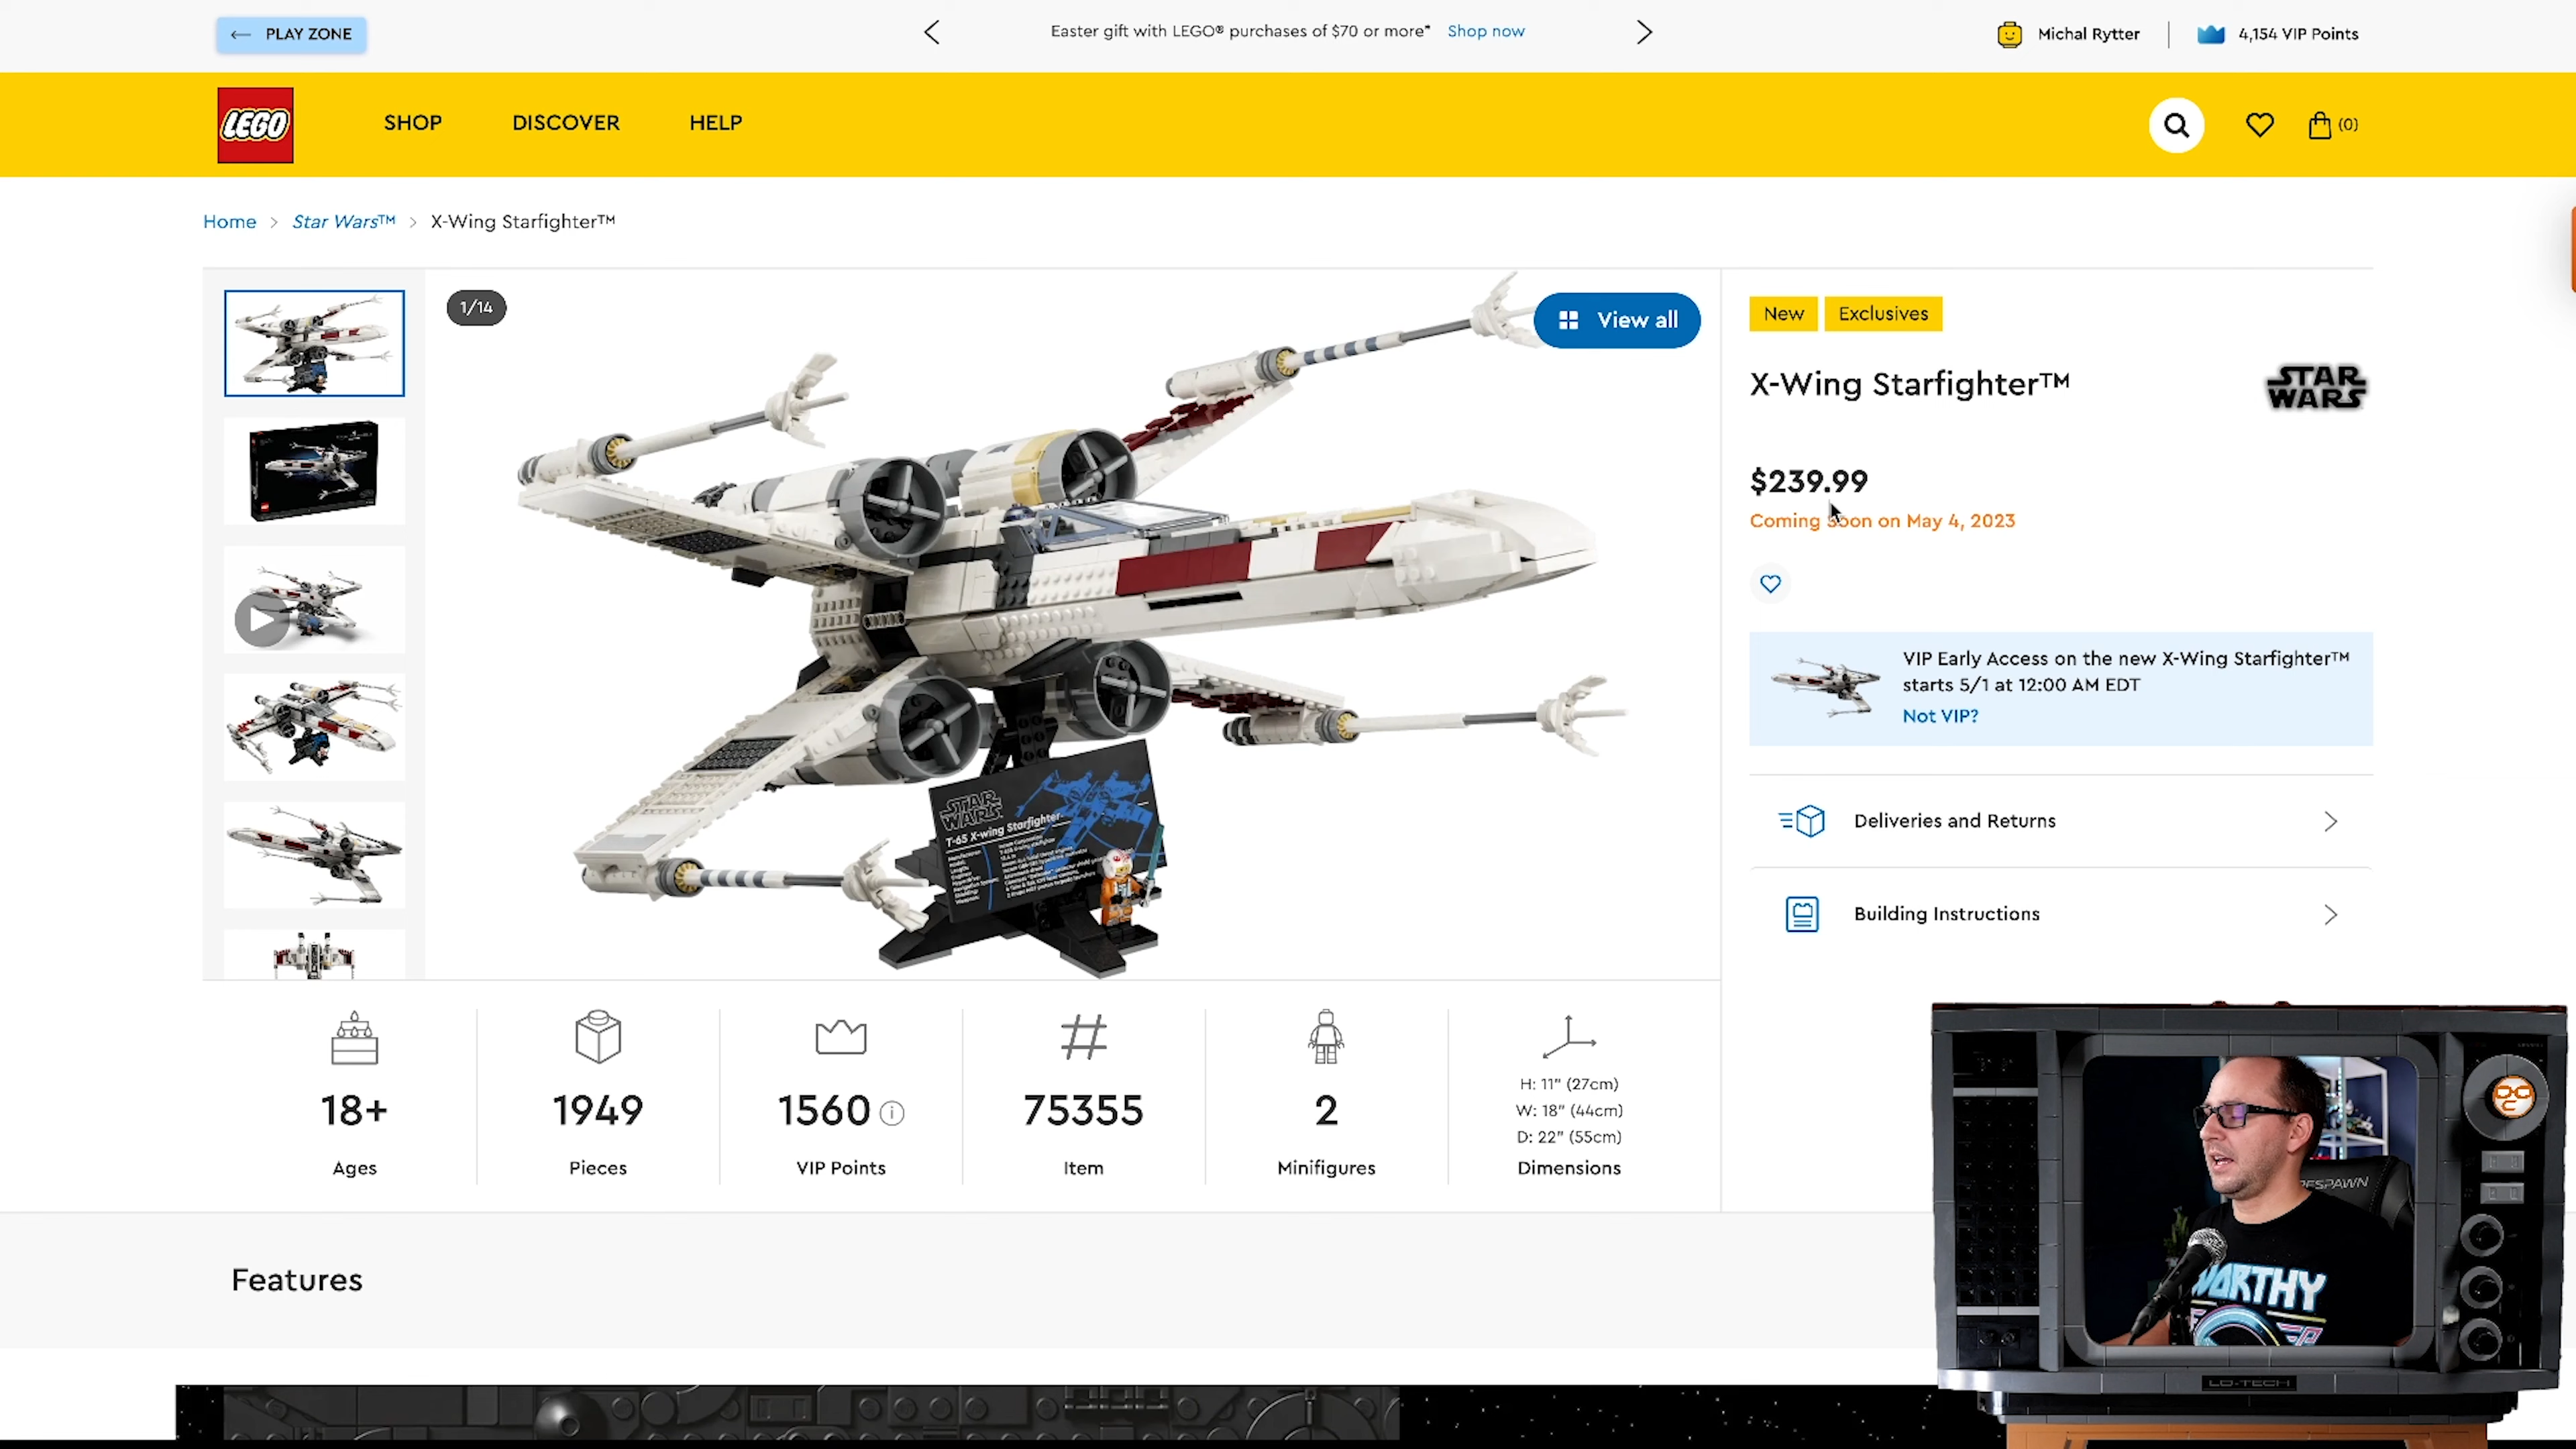 PLAY ZONE
Easter gift with LEGO® purchases of $70 or more* Shop now
Michal Rytter
4,154 VIP Points
LEGO
SHOP
DISCOVER
HELP
(0)
Home > Star Wars™ > X-Wing Starfighter™
1/14
View all
New
Exclusives
X-Wing Starfighter™
STAR WARS
$239.99
Coming soon on May 4, 2023
VIP Early Access on the new X-Wing Starfighter™
starts 5/1 at 12:00 AM EDT
Not VIP?
Deliveries and Returns
Building Instructions
STAR
WARS
T-65 X-wing Starfighter
18+
Ages
1949
Pieces
1560
VIP Points
75355
Item
2
Minifigures
H: 11" (27cm)
W: 18" (44cm)
D: 22" (55cm)
Dimensions
Features
RESPAWN
WORTHY
LO-TECH